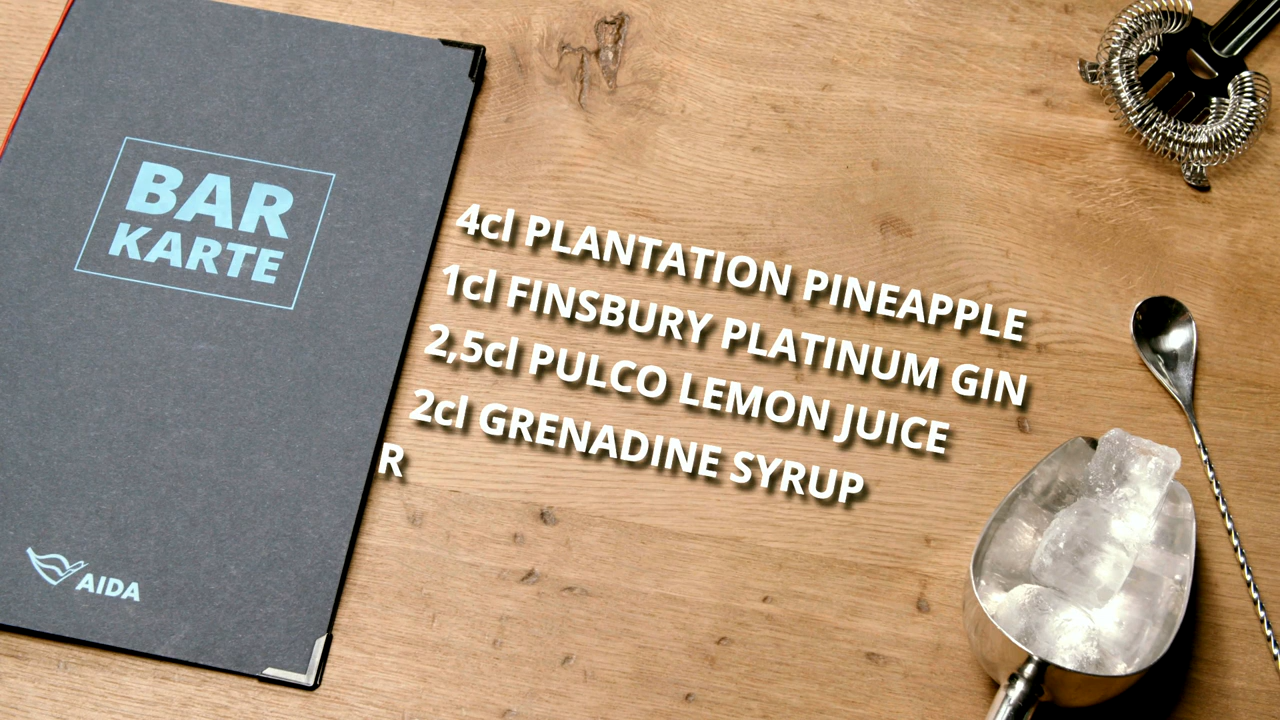 BAR
KARTE
AIDA
4cl PLANTATION PINEAPPLE
1cl FINSBURY PLATINUM GIN
2,5cl PULCO LEMON JUICE
2cl GRENADINE SYRUP
R